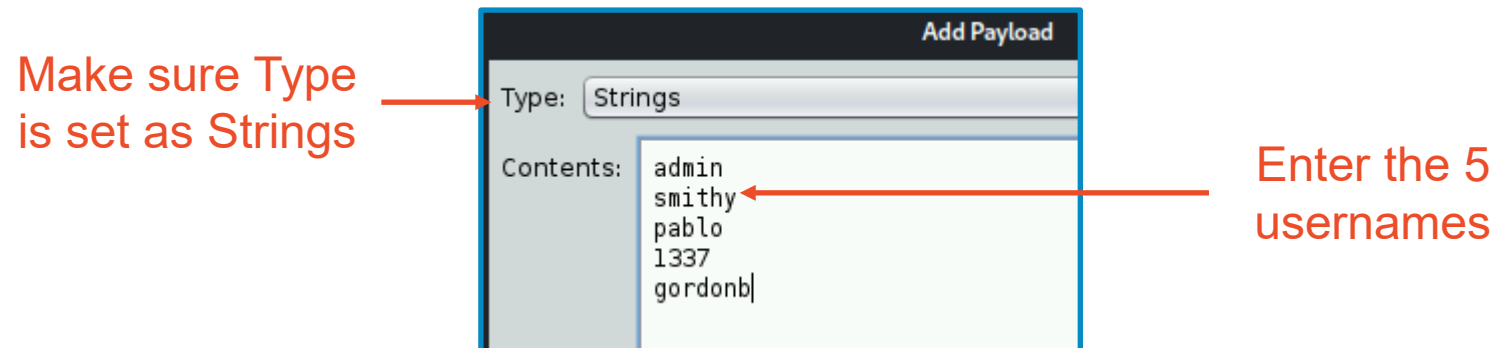 Add Payload
Make sure Type
is set as Strings
Type: Strings
Contents:
admin
smithy
pablo
1337
gordonb
Enter the 5
usernames